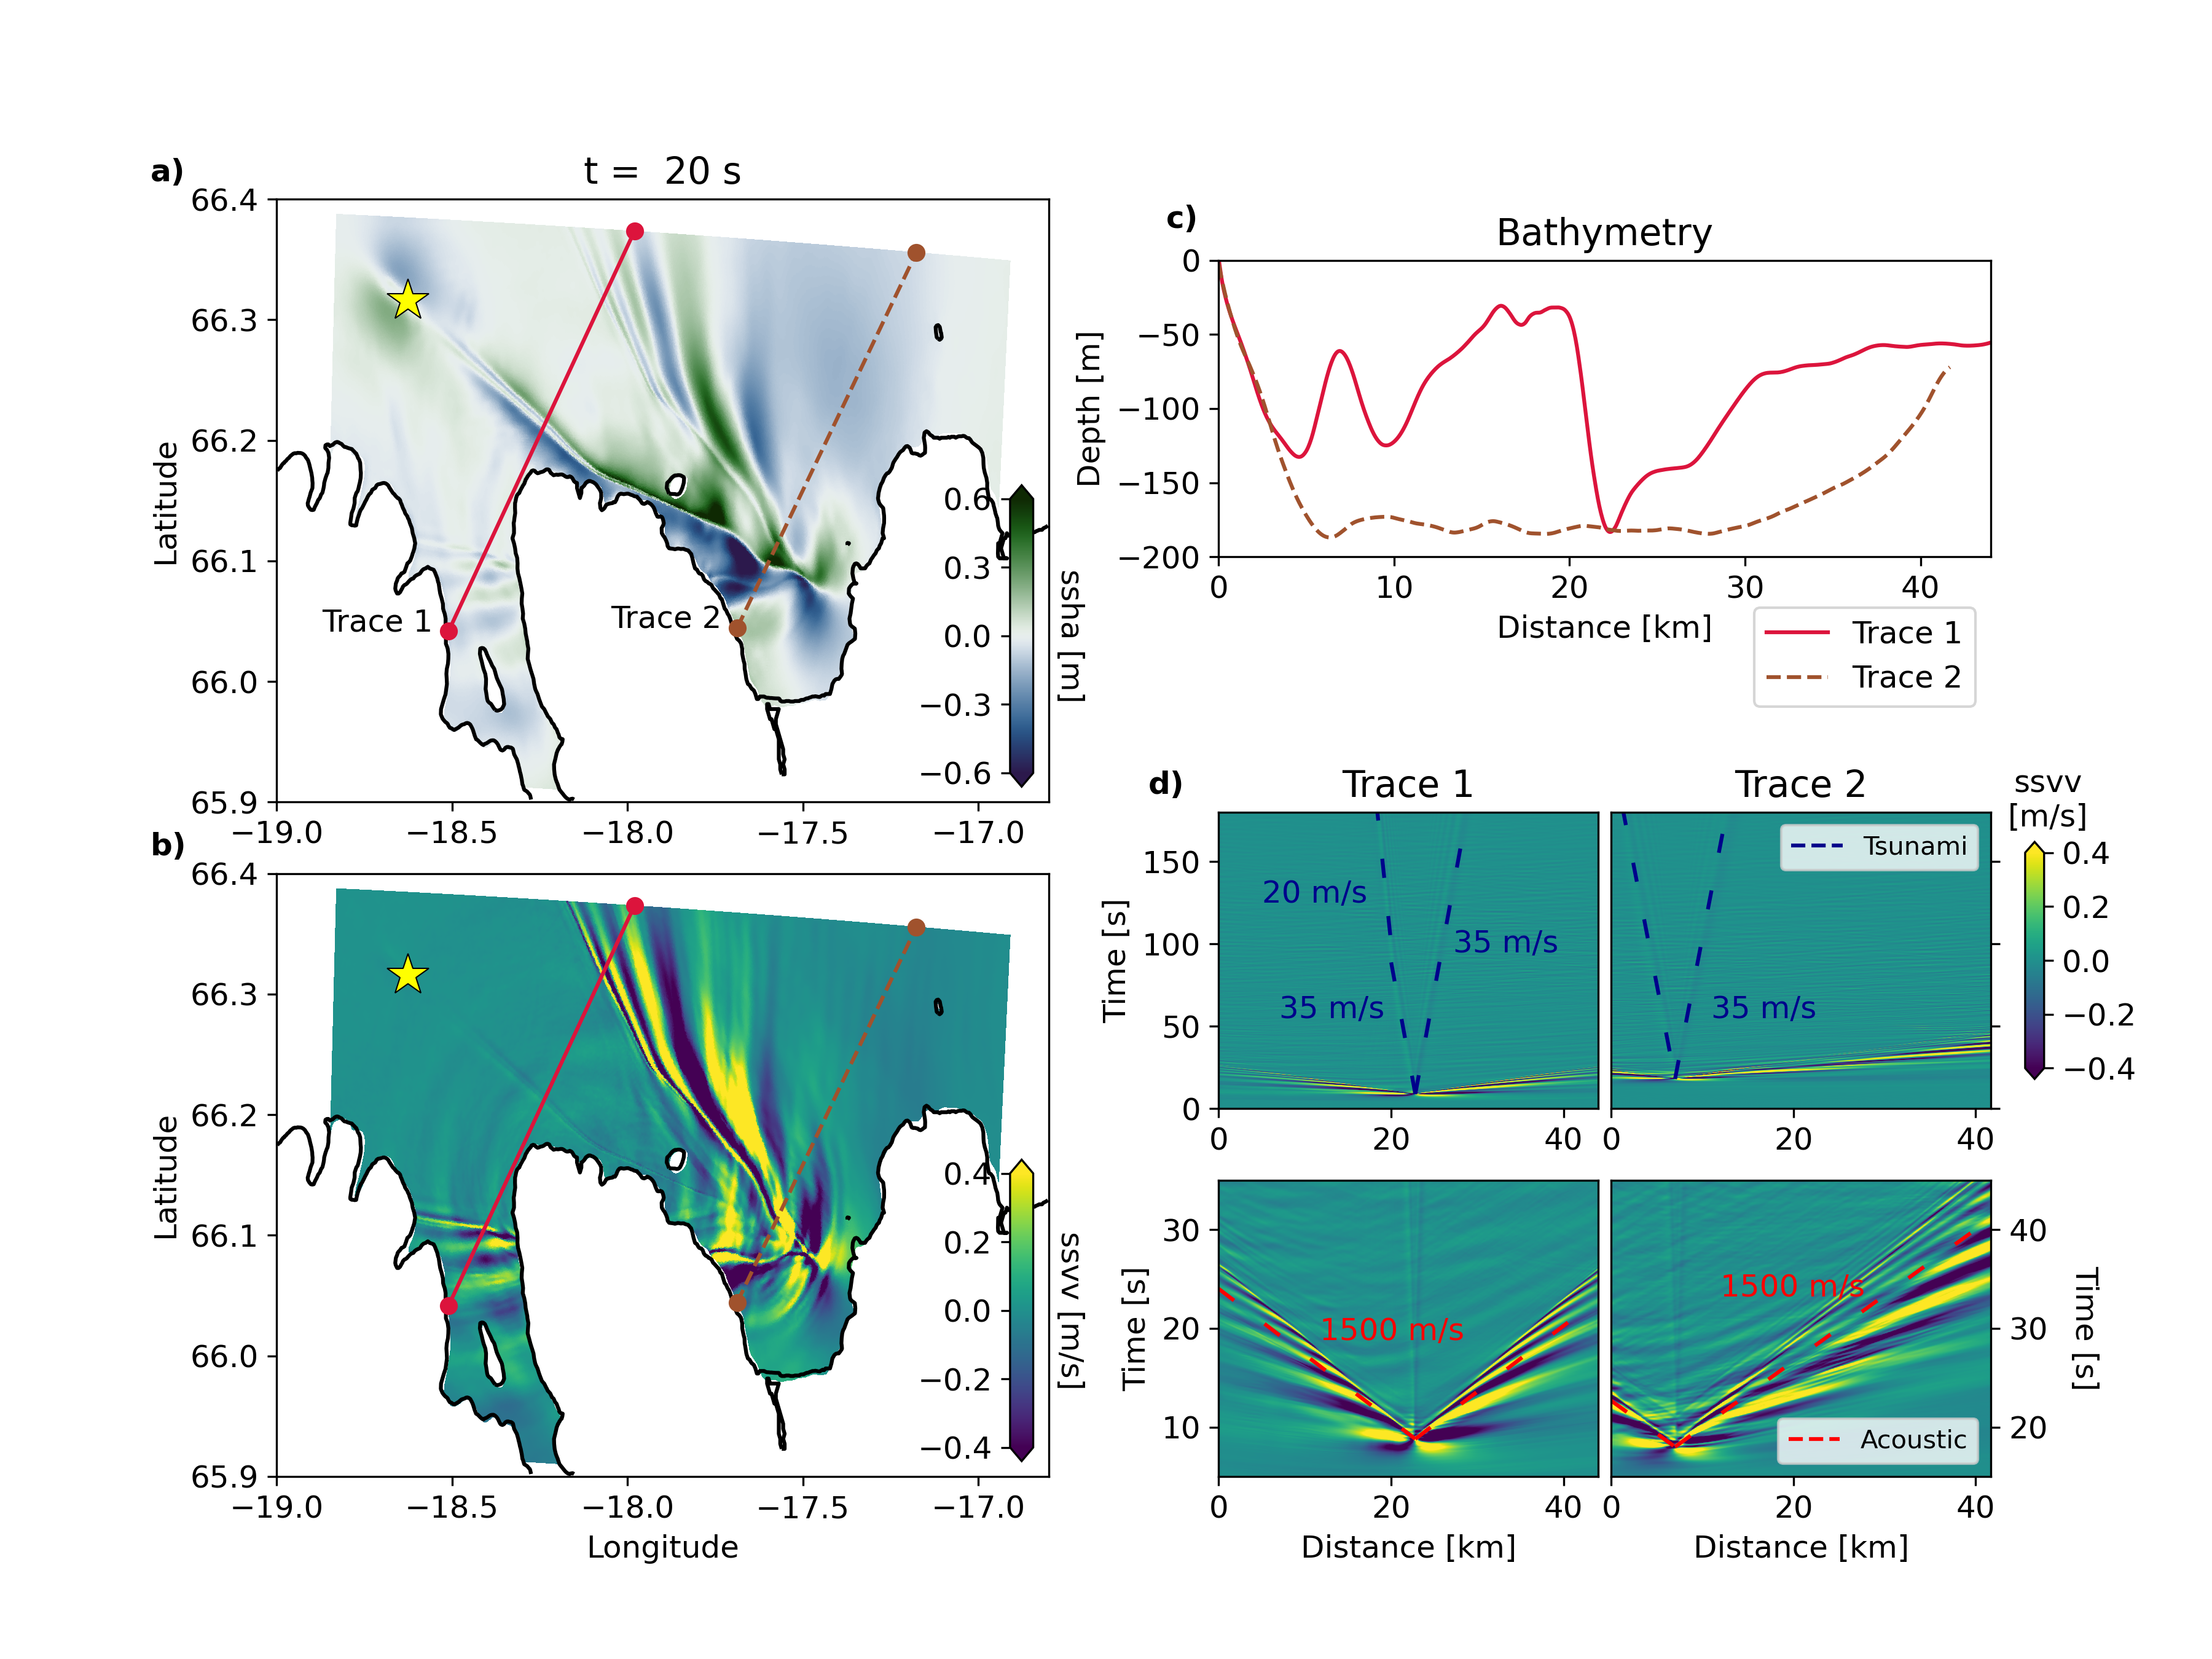 a)
t =  20 s
66.4
66.3
66.2
66.1
66.0
65.9
Latitude
−19.0
−18.5
−18.0
−17.5
−17.0
Trace 1
Trace 2
0.6
0.3
0.0
−0.3
−0.6
ssha [m]
b)
66.4
66.3
66.2
66.1
66.0
65.9
Latitude
−19.0
−18.5
−18.0
−17.5
−17.0
Longitude
0.4
0.2
0.0
−0.2
−0.4
ssvv [m/s]
c)
Bathymetry
0
−50
−100
−150
−200
Depth [m]
0
10
20
30
40
Distance [km]
Trace 1
Trace 2
d)
Trace 1
Trace 2
ssvv
[m/s]
150
100
50
0
Time [s]
20 m/s
35 m/s
35 m/s
0
20
40
Tsunami
35 m/s
0
20
40
0.4
0.2
0.0
−0.2
−0.4
30
20
10
Time [s]
1500 m/s
0
20
40
Distance [km]
1500 m/s
Acoustic
40
30
20
Time [s]
0
20
40
Distance [km]